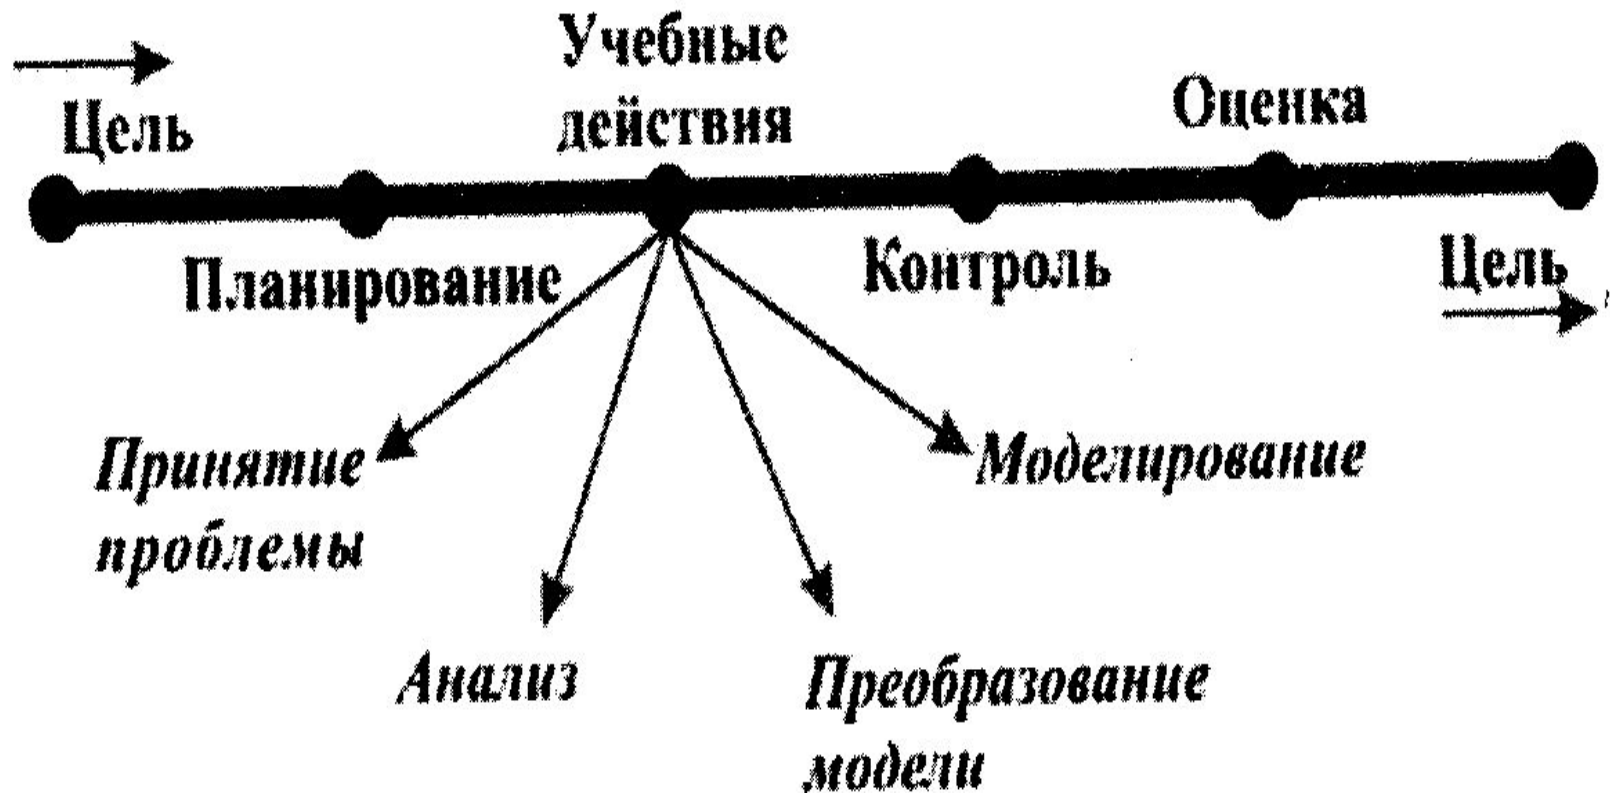 Учебные
действия
Цель
Оценка
Планирование
Контроль
Цель
Принятие
проблемы
Моделирование
Анализ
Преобразование
модели